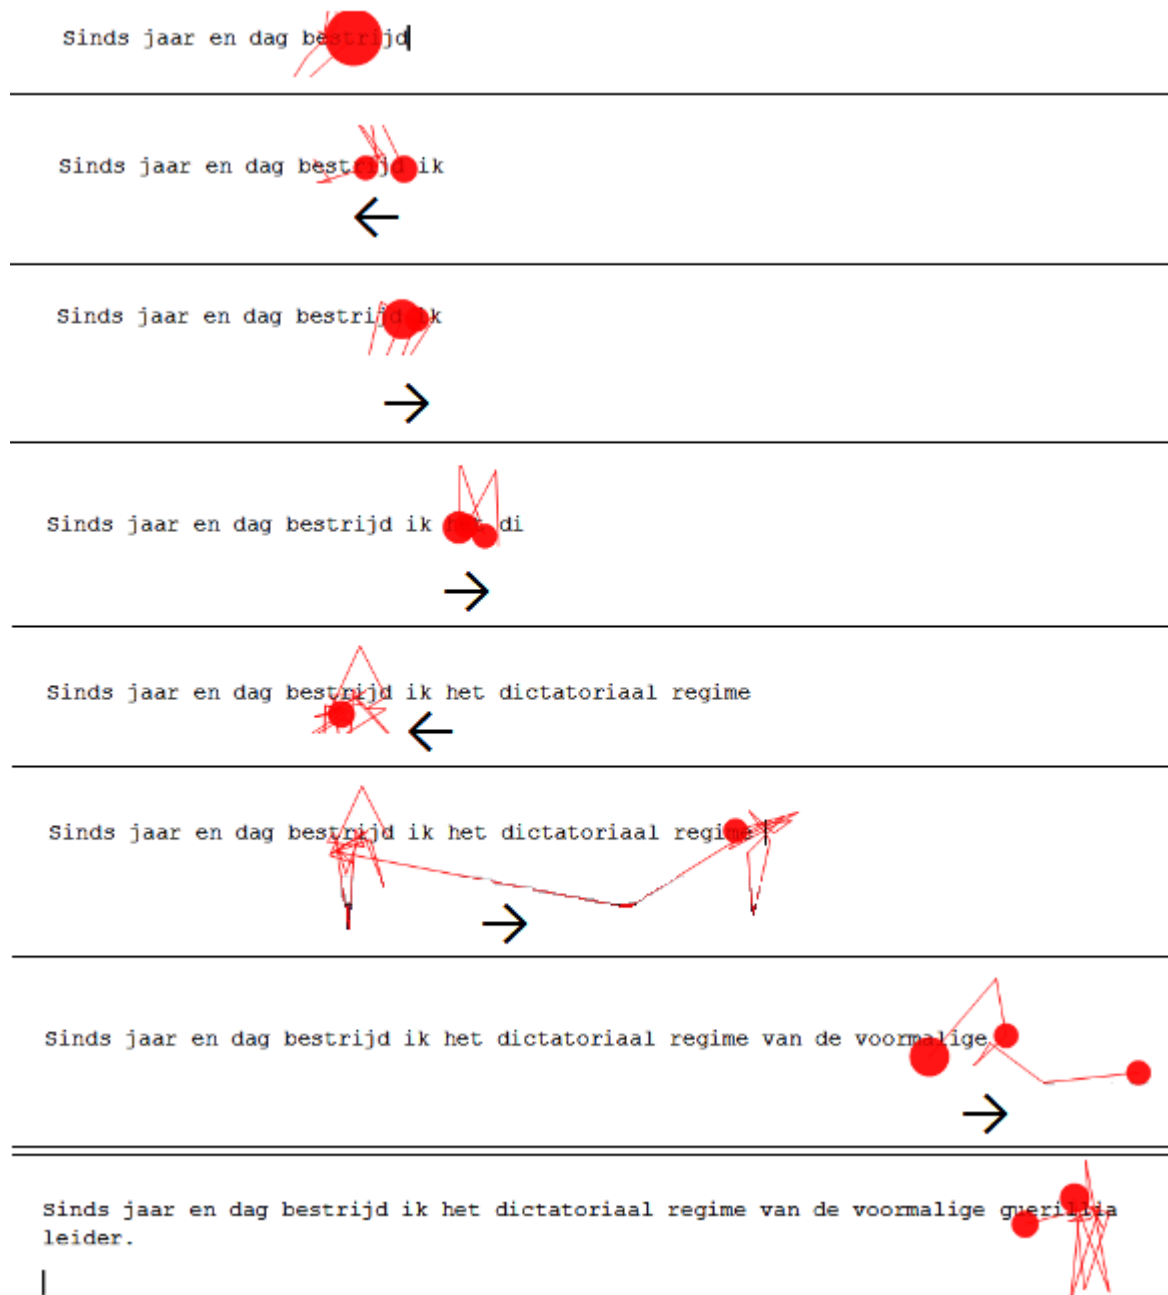 Sinds jaar en dag bestrijd
Sinds jaar en dag bestrijd ik
Sinds jaar en dag bestrijd ik
Sinds jaar en dag bestrijd ik het di
Sinds jaar en dag bestrijd ik het dictatoriaal regime
Sinds jaar en dag bestrijd ik het dictatoriaal regime
Sinds jaar en dag bestrijd ik het dictatoriaal regime van de voormalige
Sinds jaar en dag bestrijd ik het dictatoriaal regime van de voormalige
leider.